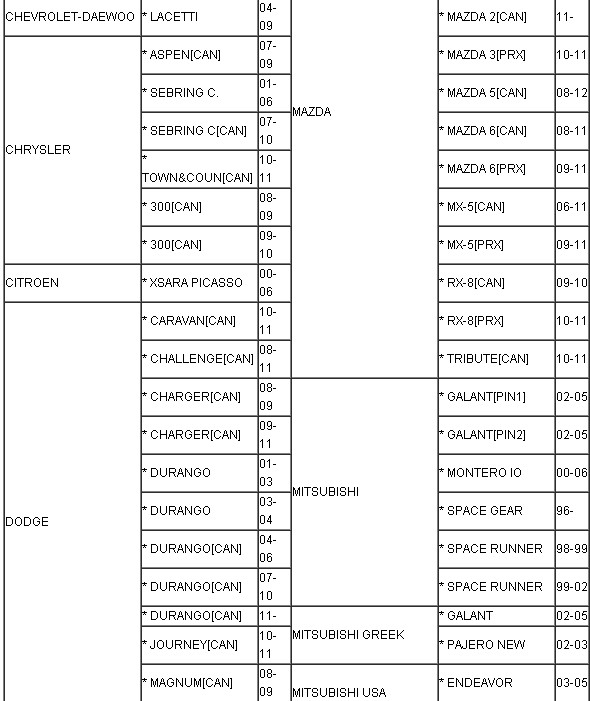 CHEVROLET-DAEWOO * LACETTI 04-
09
* MAZDA 2[CAN] 11-
CHRYSLER
* ASPEN[CAN] 07-
09
* SEBRING C. 01-
06
* SEBRING C[CAN] 07-
10
*
TOWN&COUN[CAN] 10-
11
* 300[CAN] 08-
09
* 300[CAN] 09-
10
MAZDA
* MAZDA 3[PRX] 10-11
* MAZDA 5[CAN] 08-12
* MAZDA 6[CAN] 08-11
* MAZDA 6[PRX] 09-11
* MX-5[CAN] 06-11
* MX-5[PRX] 09-11
CITROEN * XSARA PICASSO 00-
06
* RX-8[CAN] 09-10
DODGE
* CARAVAN[CAN] 10-
11
* RX-8[PRX] 10-11
* CHALLENGE[CAN] 08-
11
* TRIBUTE[CAN] 10-11
* CHARGER[CAN] 08-
09
* CHARGER[CAN] 09-
11
* DURANGO 01-
03
* DURANGO 03-
04
* DURANGO[CAN] 04-
06
* DURANGO[CAN] 07-
10
MITSUBISHI
* GALANT[PIN1] 02-05
* GALANT[PIN2] 02-05
* MONTERO IO 00-06
* SPACE GEAR 96-
* SPACE RUNNER 98-99
* SPACE RUNNER 99-02
* DURANGO[CAN] 11-
* JOURNEY[CAN] 10-
11
MITSUBISHI GREEK
* GALANT 02-05
* PAJERO NEW 02-03
* MAGNUM[CAN] 08-
09
MITSUBISHI USA
* ENDEAVOR 03-05